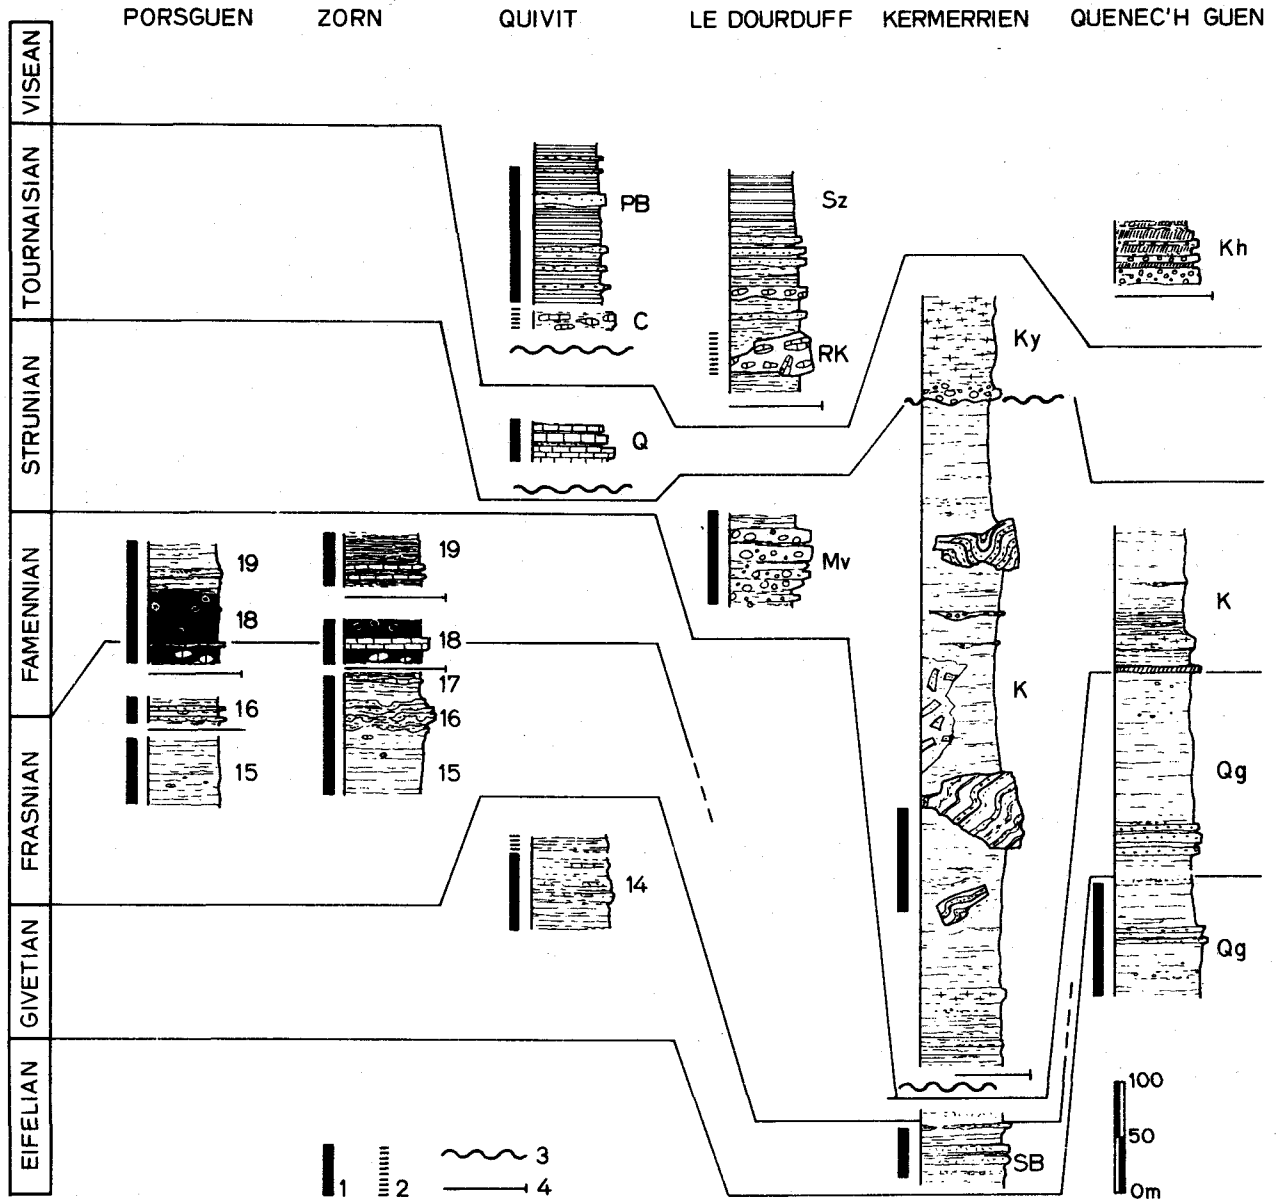 PORSGUEN ZORN QUIVIT LE DOURDUFF KERMERRIEN QUENEC'H GUEN
VISEAN
TOURNAISIAN
STRUNIAN
FAMENNIAN
FRASNIAN
GIVETIAN
EIFELIAN
19
18
16
15
19
18
17
16
15
PB
C
Q
14
Sz
RK
Mv
Ky
K
SB
Kh
K
Qg
Qg
100
50
0m
1
2
3
4